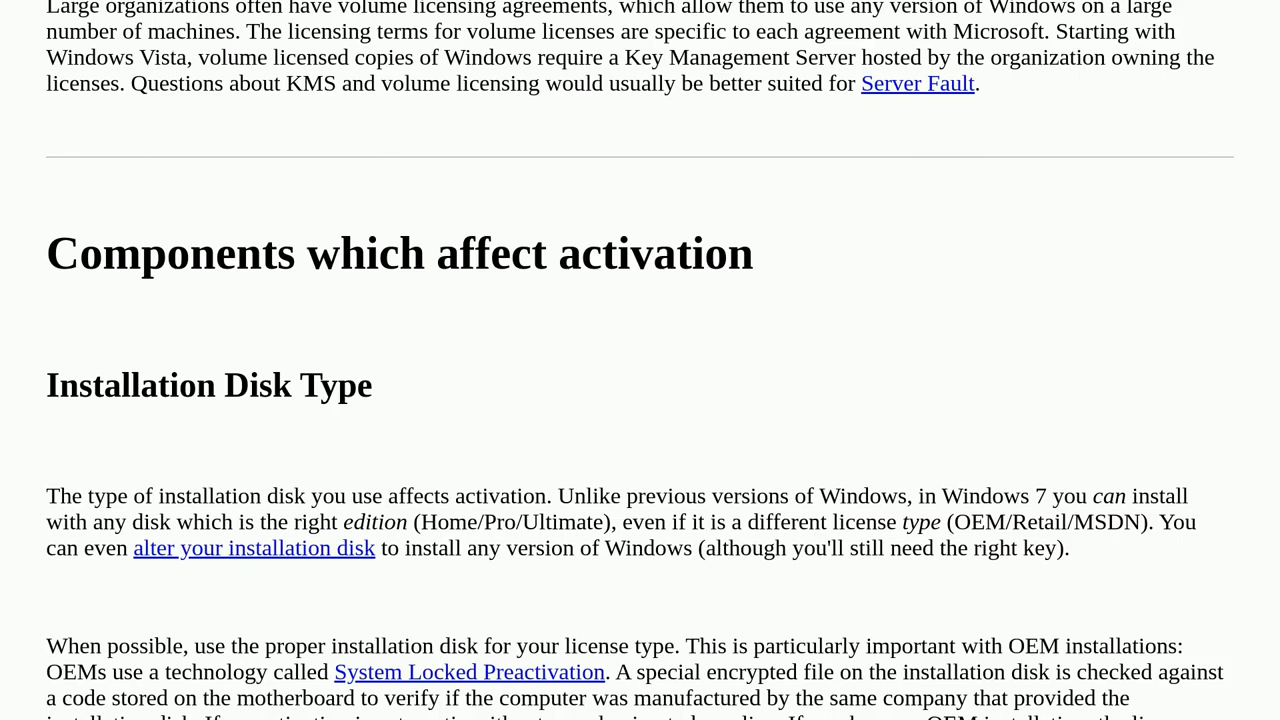 Large organizations often have volume licensing agreements, which allow them to use any version of Windows on a large
number of machines. The licensing terms for volume licenses are specific to each agreement with Microsoft. Starting with
Windows Vista, volume licensed copies of Windows require a Key Management Server hosted by the organization owning the
licenses. Questions about KMS and volume licensing would usually be better suited for Server Fault.
Components which affect activation
Installation Disk Type
The type of installation disk you use affects activation. Unlike previous versions of Windows, in Windows 7 you can install
with any disk which is the right edition (Home/Pro/Ultimate), even if it is a different license type (OEM/Retail/MSDN). You
can even alter your installation disk to install any version of Windows (although you'll still need the right key).
When possible, use the proper installation disk for your license type. This is particularly important with OEM installations:
OEMs use a technology called System Locked Preactivation. A special encrypted file on the installation disk is checked against
a code stored on the motherboard to verify if the computer was manufactured by the same company that provided the